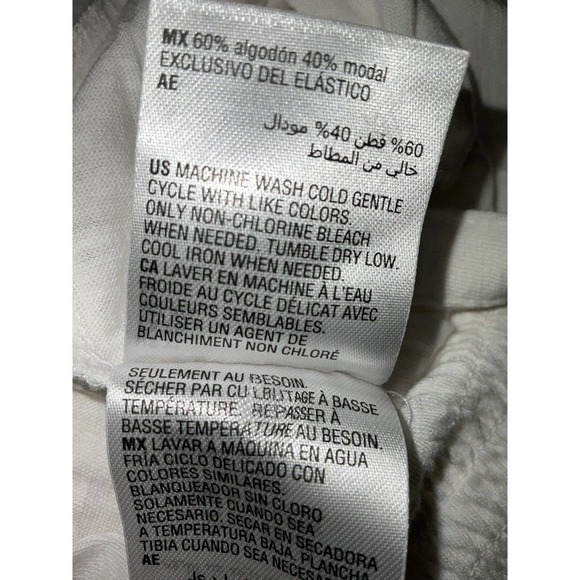 MX 60% algodón 40% modal
EXCLUSIVO DEL ELÁSTICO
AE
60% قطن 40% مودال
خالي من المطاط
US MACHINE WASH COLD GENTLE
CYCLE WITH LIKE COLORS.
ONLY NON-CHLORINE BLEACH
WHEN NEEDED. TUMBLE DRY LOW.
COOL IRON WHEN NEEDED.
CA LAVER EN MACHINE À L'EAU
FROIDE AU CYCLE DÉLICAT AVEC
COULEURS SEMBLABLES.
UTILISER UN AGENT DE
BLANCHIMENT NON CHLORÉ
SEULEMENT AU BESOIN.
SÉCHER PAR CULBUTAGE À BASSE
TEMPÉRATURE. REPASSER À
BASSE TEMPÉRATURE AU BESOIN.
MX LAVAR A MÁQUINA EN AGUA
FRÍA CICLO DELICADO CON
COLORES SIMILARES.
BLANQUEADOR SIN CLORO
SOLAMENTE CUANDO SEA
NECESARIO. SECAR EN SECADORA
A TEMPERATURA BAJA. PLANCHA
TIBIA CUANDO SEA NECESARIO.
AE